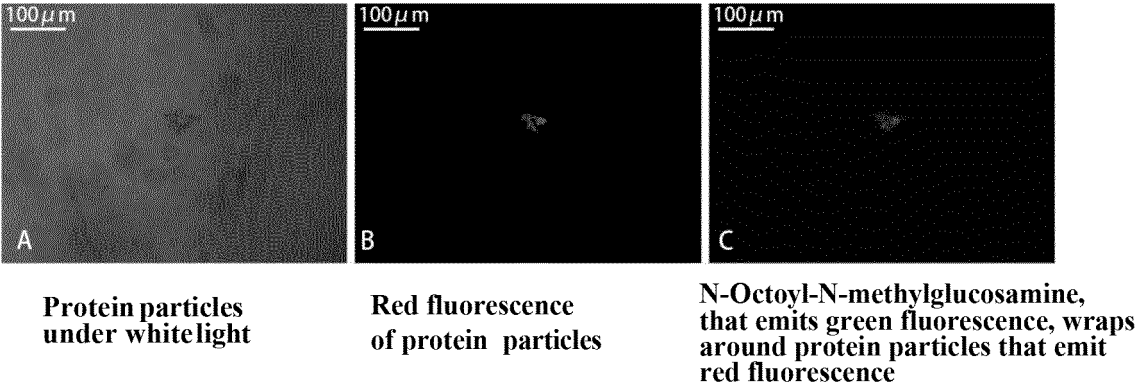 100μm
100μm
100μm
A
B
C
Protein particles
under white light
Red fluorescence
of protein particles
N-Octoyl-N-methylglucosamine,
that emits green fluorescence, wraps
around protein particles that emit
red fluorescence